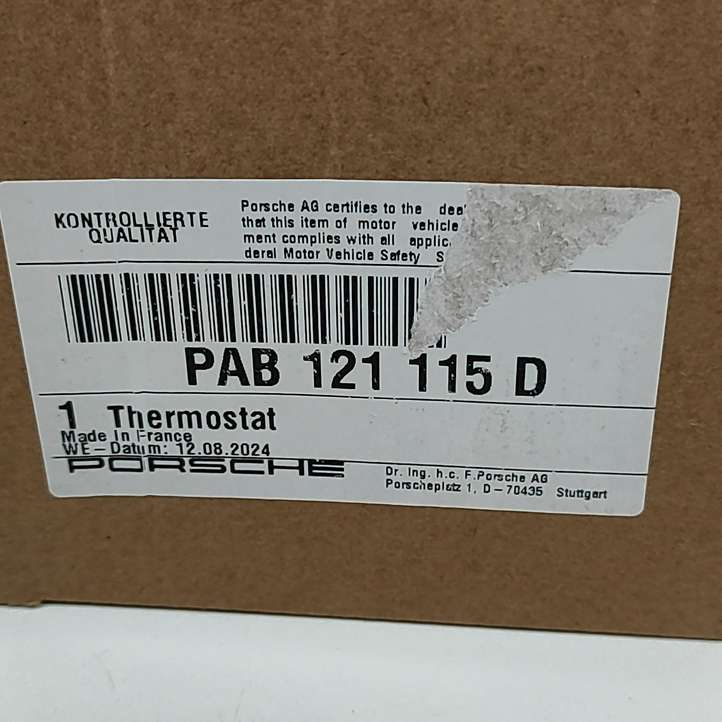 KONTROLLIERTE
QUALITÄT
Porsche AG certifies to the
that this item of motor vehicle
ment complies with all
deral Motor Vehicle Safety
PAB 121 115 D
1 Thermostat
Made In France
WE-Datum: 12.08.2024
PORSCHE
Dr. Ing. h.c. F.Porsche AG
Porscheplatz 1, D-70435 Stuttgart